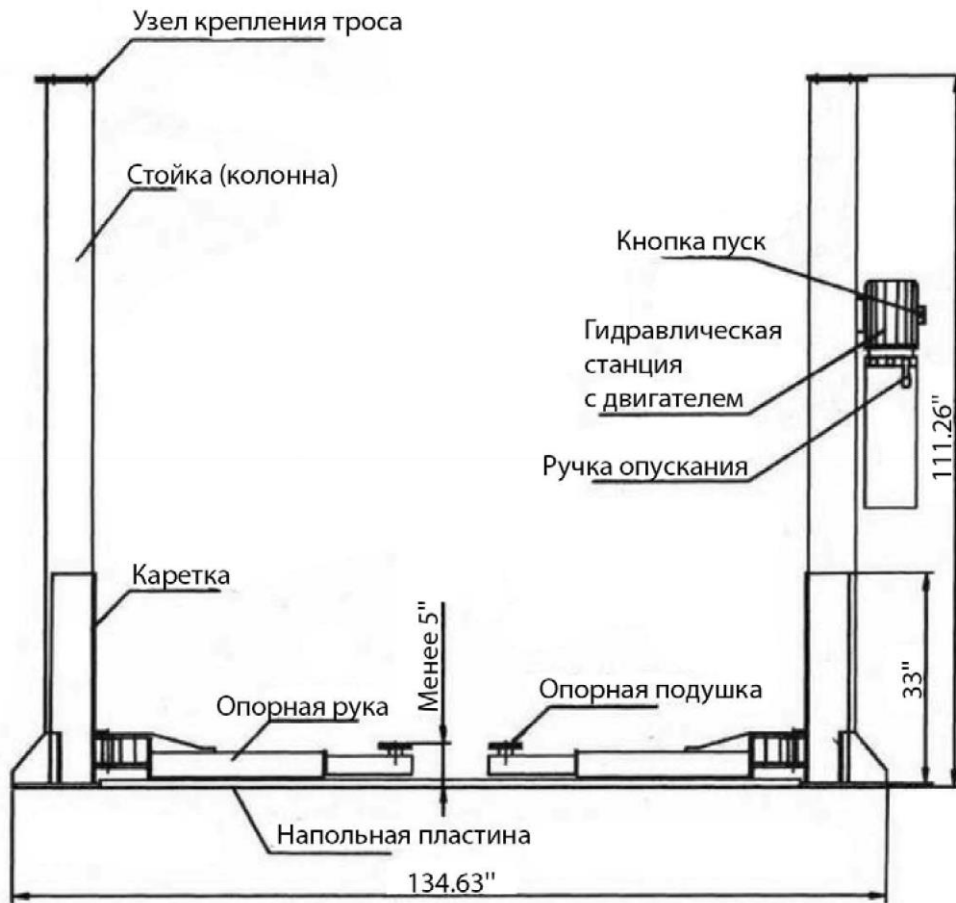 Узел крепления троса
Стойка (колонна)
Кнопка пуск
Гидравлическая
станция
с двигателем
111.26"
Ручка опускания
Каретка
Менее 5"
33"
Опорная рука
Опорная подушка
Напольная пластина
134.63"